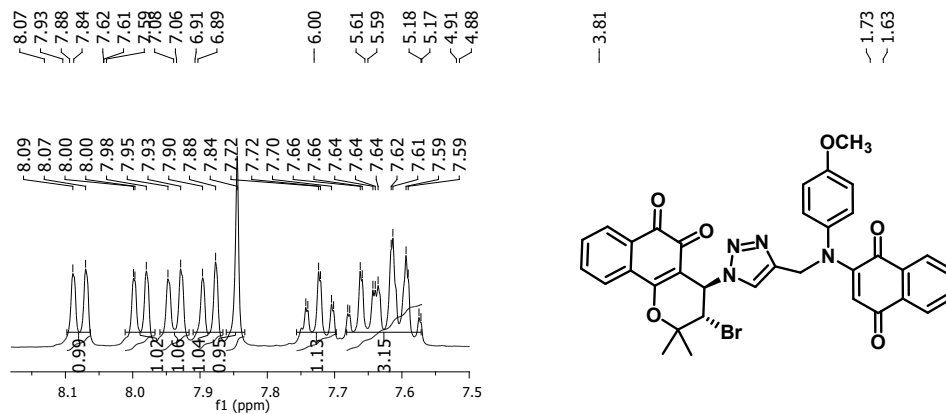 8.07 7.93 7.88 7.84 7.62 7.61 7.59 7.08 7.06 6.91 6.89 6.00 5.61 5.59 5.18 5.17 4.91 4.88 3.81 1.73 1.63
8.09 8.07 8.00 8.00 7.98 7.95 7.93 7.90 7.88 7.84 7.72 7.72 7.70 7.66 7.66 7.64 7.64 7.64 7.62 7.61 7.59 7.59
OCH3
O
O
N N
N
N
O
O
Br
O
0.99 1.02 1.06 1.04 0.95 1.13 3.15
8.1 8.0 7.9 7.8 7.7 7.6 7.5
f1 (ppm)